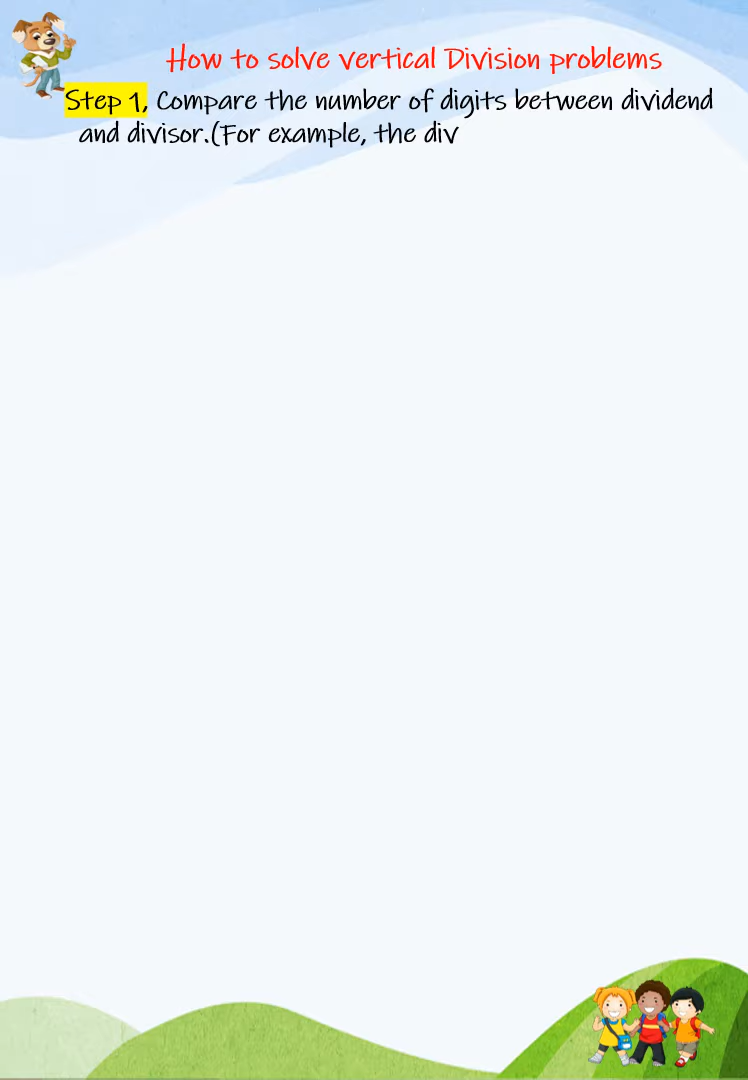 How to solve vertical Division problems
Step 1, Compare the number of digits between dividend
and divisor.(For example, the div